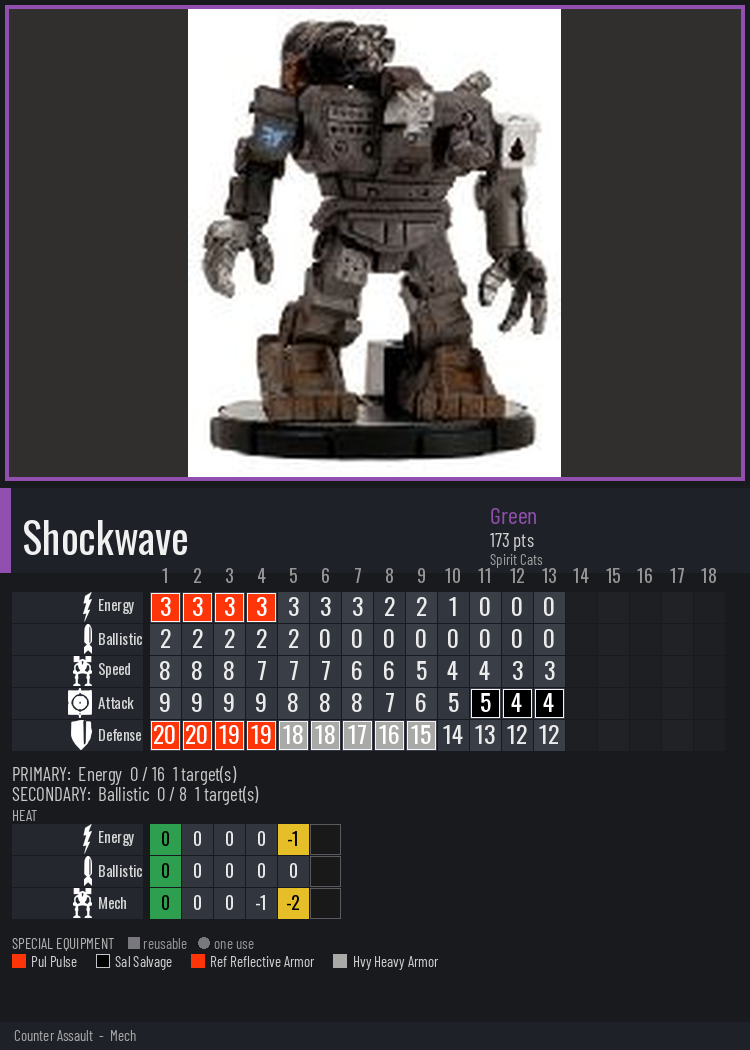 Shockwave
Green
173 pts
Spirit Cats
1 2 3 4 5 6 7 8 9 10 11 12 13 14 15 16 17 18
Energy 3 3 3 3 3 3 3 2 2 1 0 0 0
Ballistic 2 2 2 2 2 0 0 0 0 0 0 0 0
Speed 8 8 8 7 7 7 6 6 5 4 4 3 3
Attack 9 9 9 9 8 8 8 7 6 5 5 4 4
Defense 20 20 19 19 18 18 17 16 15 14 13 12 12
PRIMARY: Energy 0 / 16 1 target(s)
SECONDARY: Ballistic 0 / 8 1 target(s)
HEAT
Energy 0 0 0 0 -1
Ballistic 0 0 0 0 0
Mech 0 0 0 -1 -2
SPECIAL EQUIPMENT reusable one use
Pul Pulse Sal Salvage Ref Reflective Armor Hvy Heavy Armor
Counter Assault - Mech